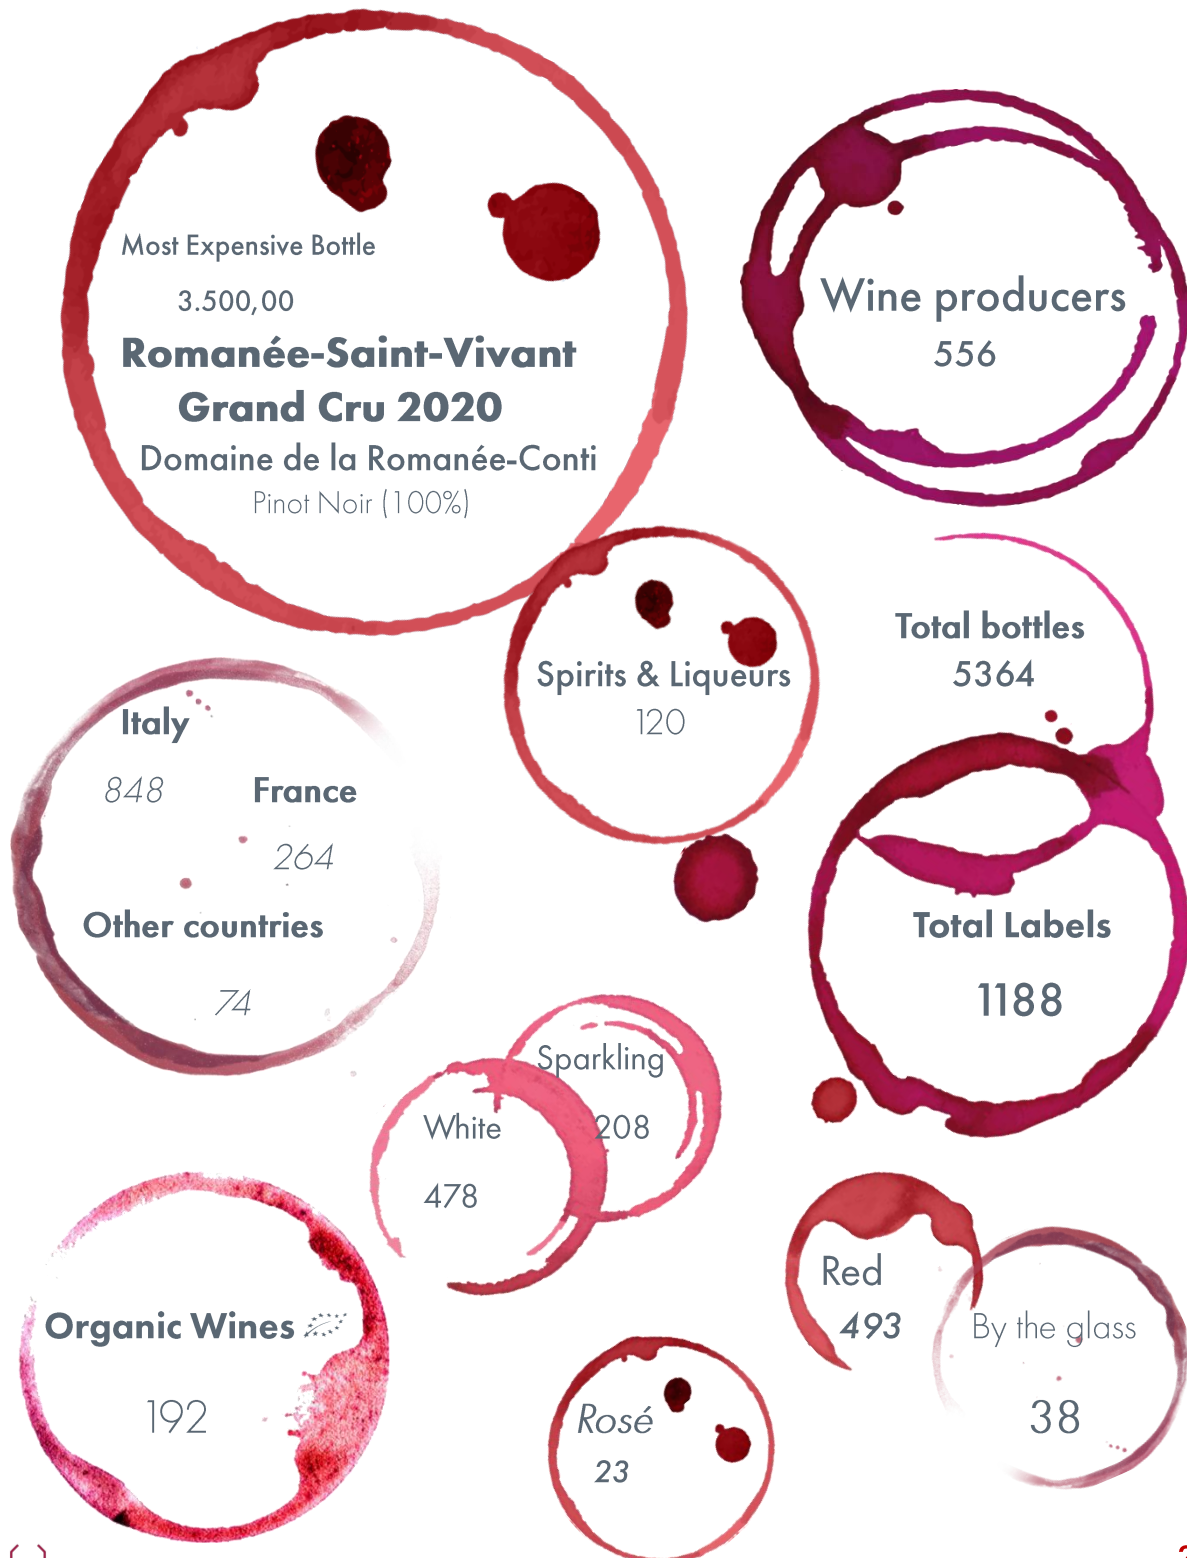 Most Expensive Bottle
3.500,00
Romanée-Saint-Vivant
Grand Cru 2020
Domaine de la Romanée-Conti
Pinot Noir (100%)
Wine producers
556
Spirits & Liqueurs
120
Total bottles
5364
Italy
848
France
264
Other countries
74
Total Labels
1188
Sparkling
208
White
478
Organic Wines
192
Red
493
By the glass
38
Rosé
23